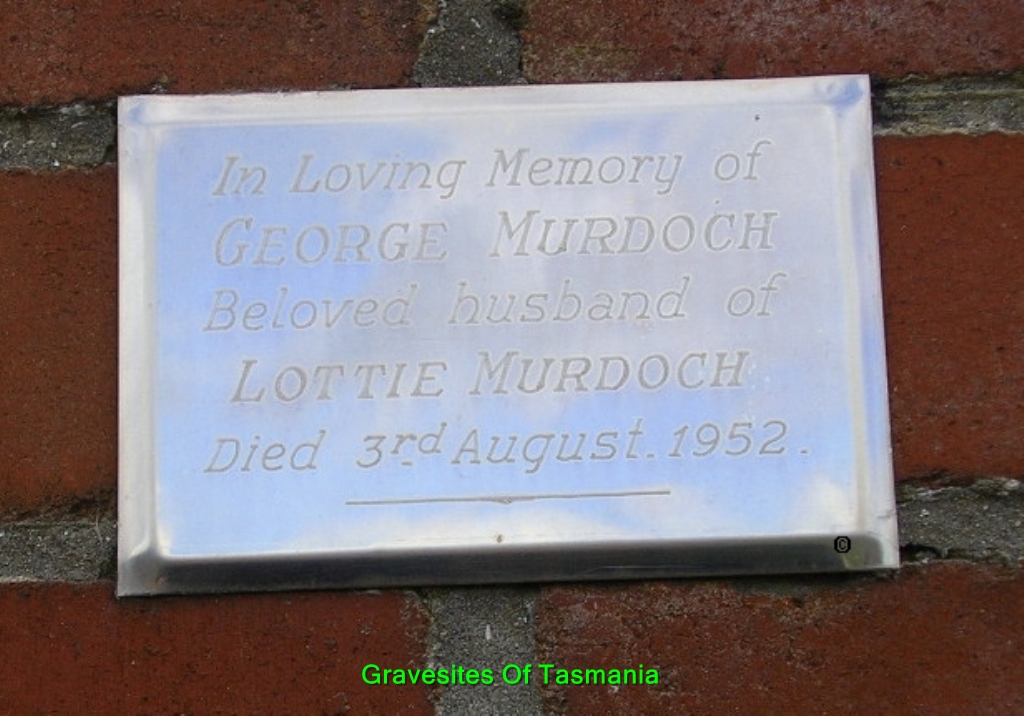 In Loving Memory of
GEORGE MURDOCH
Beloved husband of
LOTTIE MURDOCH
Died 3rd August. 1952.
©
Gravesites Of Tasmania